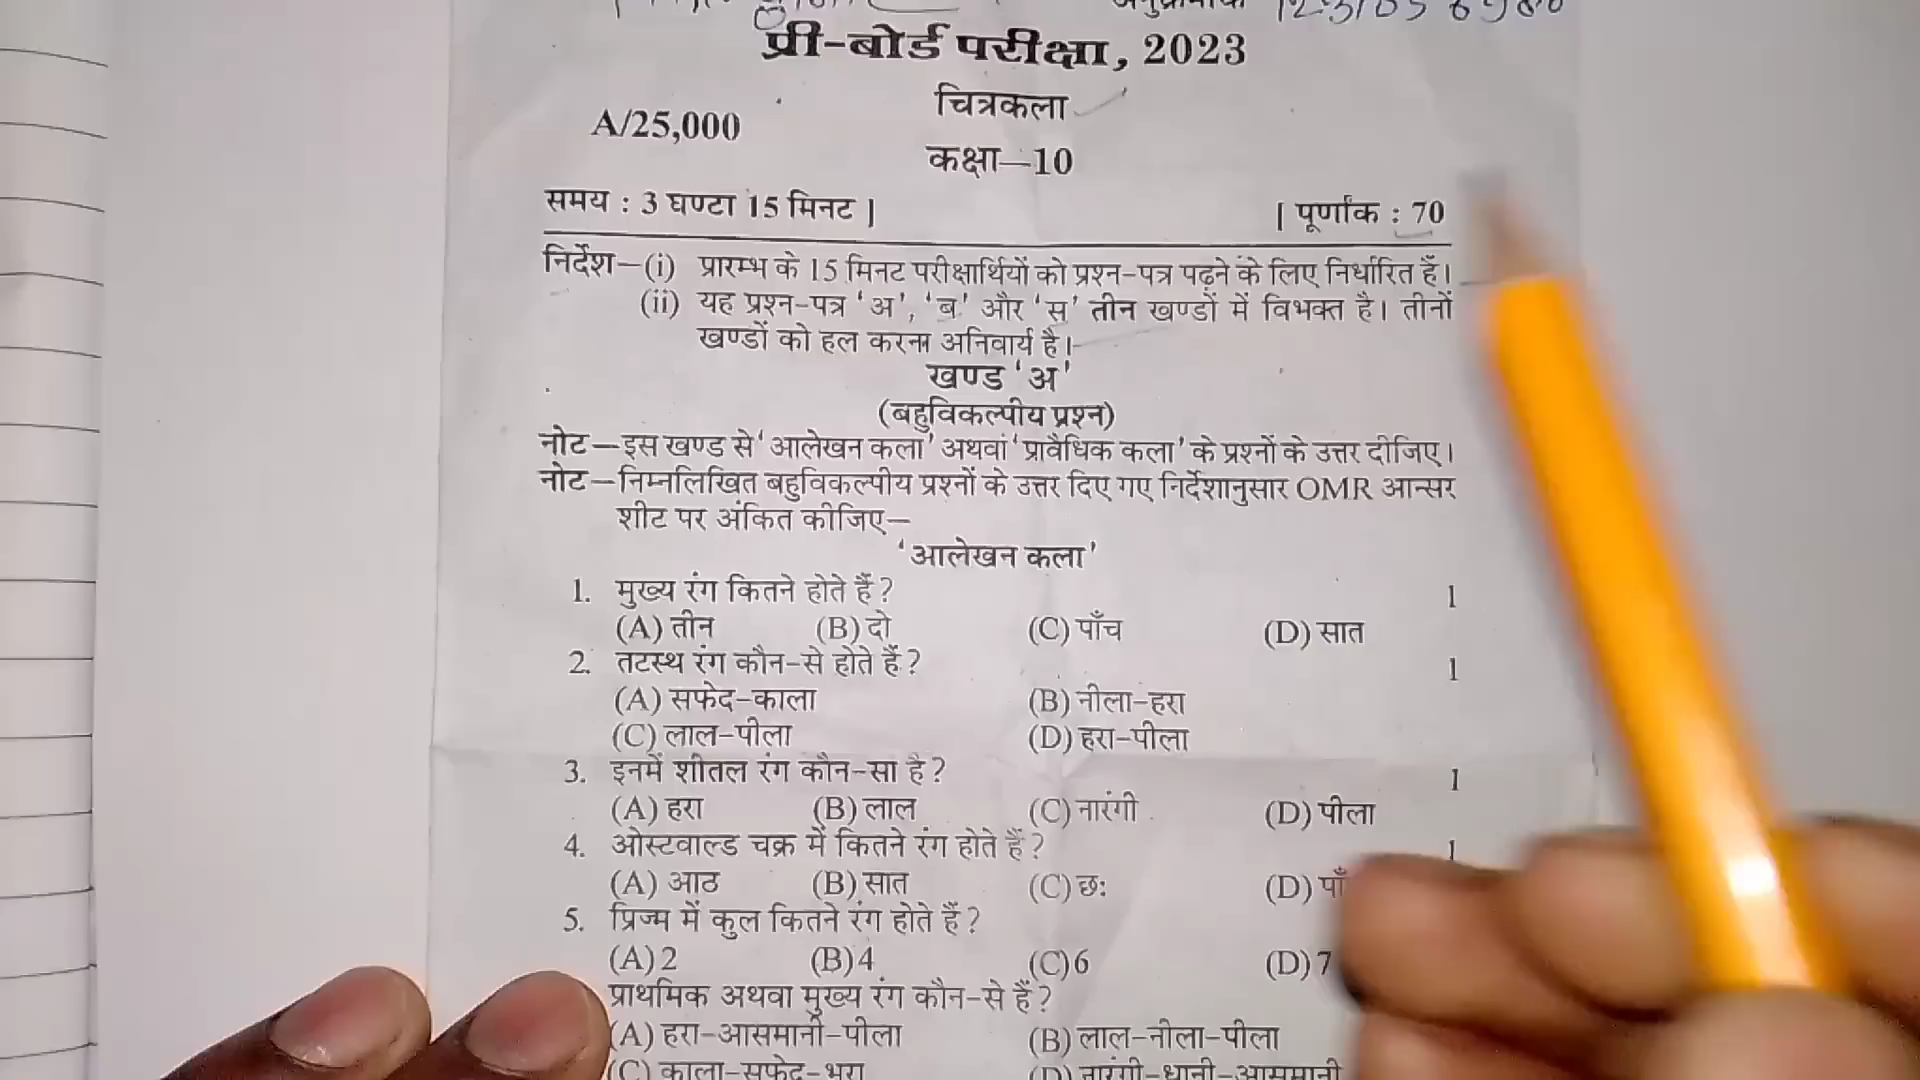 प्री-बोर्ड परीक्षा, 2023
चित्रकला
A/25,000
कक्षा—10
समय : 3 घण्टा 15 मिनट ] [ पूर्णांक : 70
निर्देश—(i) प्रारम्भ के 15 मिनट परीक्षार्थियों को प्रश्न-पत्र पढ़ने के लिए निर्धारित हैं।
(ii) यह प्रश्न-पत्र ‘अ’, ‘ब’ और ‘स’ तीन खण्डों में विभक्त है। तीनों
खण्डों को हल करना अनिवार्य है।
खण्ड ‘अ’
(बहुविकल्पीय प्रश्न)
नोट—इस खण्ड से ‘आलेखन कला’ अथवा ‘प्रावैधिक कला’ के प्रश्नों के उत्तर दीजिए।
नोट—निम्नलिखित बहुविकल्पीय प्रश्नों के उत्तर दिए गए निर्देशानुसार OMR आन्सर
शीट पर अंकित कीजिए—
‘आलेखन कला’
1. मुख्य रंग कितने होते हैं? 1
(A) तीन (B) दो (C) पाँच (D) सात
2. तटस्थ रंग कौन-से होते हैं? 1
(A) सफेद-काला (B) नीला-हरा
(C) लाल-पीला (D) हरा-पीला
3. इनमें शीतल रंग कौन-सा है? 1
(A) हरा (B) लाल (C) नारंगी (D) पीला
4. ओस्टवाल्ड चक्र में कितने रंग होते हैं? 1
(A) आठ (B) सात (C) छः (D)
5. प्रिज्म में कुल कितने रंग होते हैं?
(A) 2 (B) 4 (C) 6 (D) 7
प्राथमिक अथवा मुख्य रंग कौन-से हैं?
(A) हरा-आसमानी-पीला (B) लाल-नीला-पीला
(C) काला-सफेद-भूरा (D) नारंगी-धानी-आसमानी